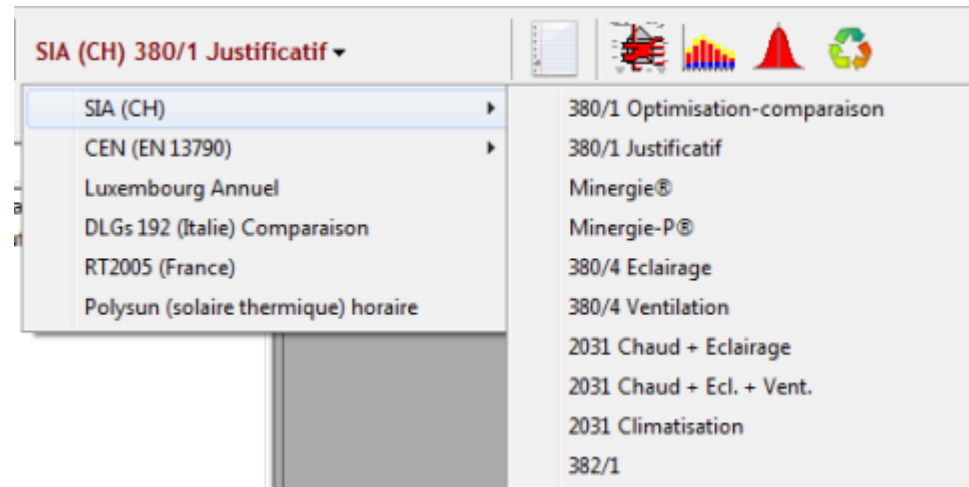 SIA (CH) 380/1 Justificatif
SIA (CH)
CEN (EN 13790)
Luxembourg Annuel
DLGs 192 (Italie) Comparaison
RT2005 (France)
Polysun (solaire thermique) horaire
380/1 Optimisation-comparaison
380/1 Justificatif
Minergie®
Minergie-P®
380/4 Eclairage
380/4 Ventilation
2031 Chaud + Eclairage
2031 Chaud + Ecl. + Vent.
2031 Climatisation
382/1